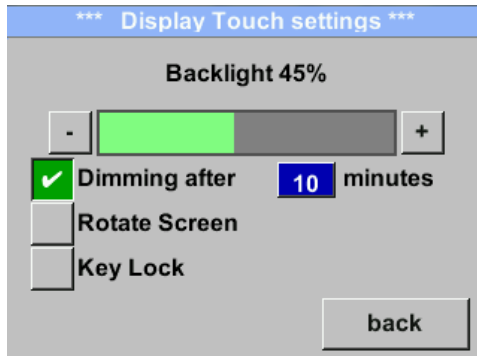 *** Display Touch settings ***
Backlight 45%
- +
✔ Dimming after 10 minutes
Rotate Screen
Key Lock
back